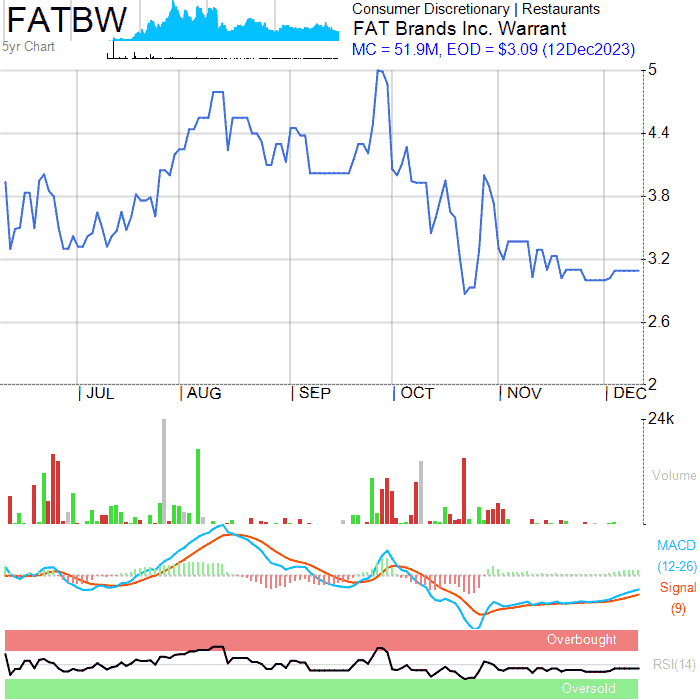 FATBW
5yr Chart
Consumer Discretionary | Restaurants
FAT Brands Inc. Warrant
MC = 51.9M, EOD = $3.09 (12Dec2023)
5
4.4
3.8
3.2
2.6
2
| JUL | AUG | SEP | OCT | NOV | DEC
24k
Volume
MACD
(12-26)
Signal
(9)
Overbought
RSI(14)
Oversold